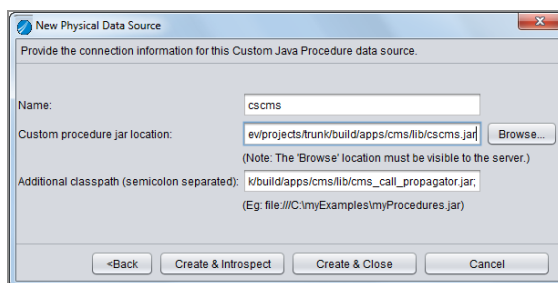 New Physical Data Source
Provide the connection information for this Custom Java Procedure data source.
Name: cscms
Custom procedure jar location: ev/projects/trunk/build/apps/cms/lib/cscms.jar Browse...
(Note: The 'Browse' location must be visible to the server.)
Additional classpath (semicolon separated): k/build/apps/cms/lib/cms_call_propagator.jar;
(Eg: file:///C:\myExamples\myProcedures.jar)
<Back Create & Introspect Create & Close Cancel